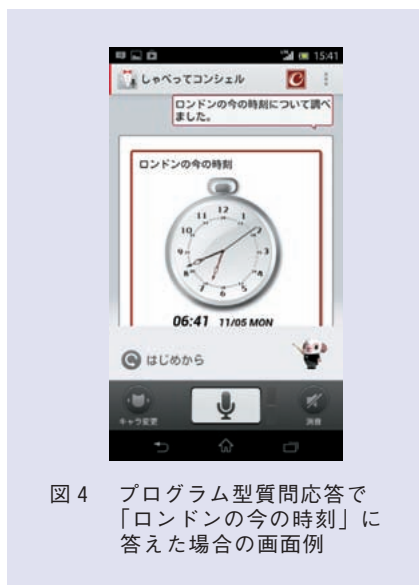 15:41
しゃべってコンシェル
ロンドンの今の時刻について調べ
ました。
ロンドンの今の時刻
12
11 1
10 2
9 3
8 4
7 5
6
06:41 11/05 MON
はじめから
キャラ変更
消音
図4 プログラム型質問応答で
「ロンドンの今の時刻」に
答えた場合の画面例